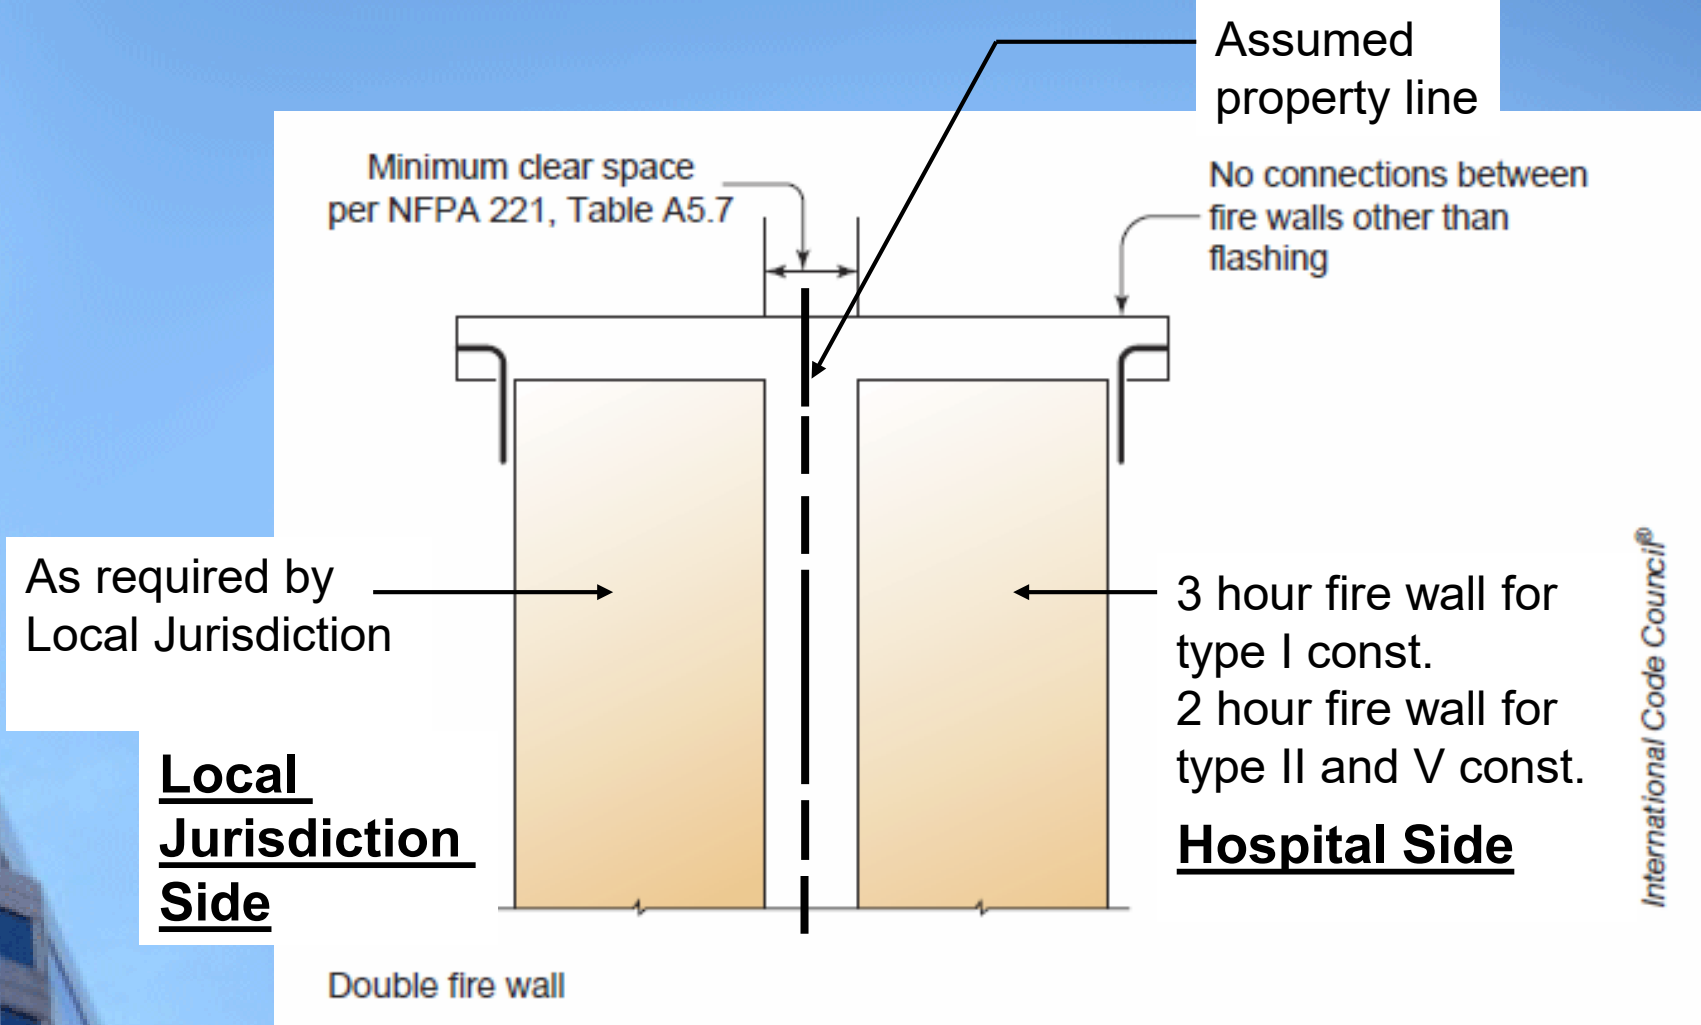 Assumed
property line
Minimum clear space
per NFPA 221, Table A5.7
No connections between
fire walls other than
flashing
As required by
Local Jurisdiction
3 hour fire wall for
type I const.
2 hour fire wall for
type II and V const.
Local
Jurisdiction
Side
Hospital Side
International Code Council®
Double fire wall